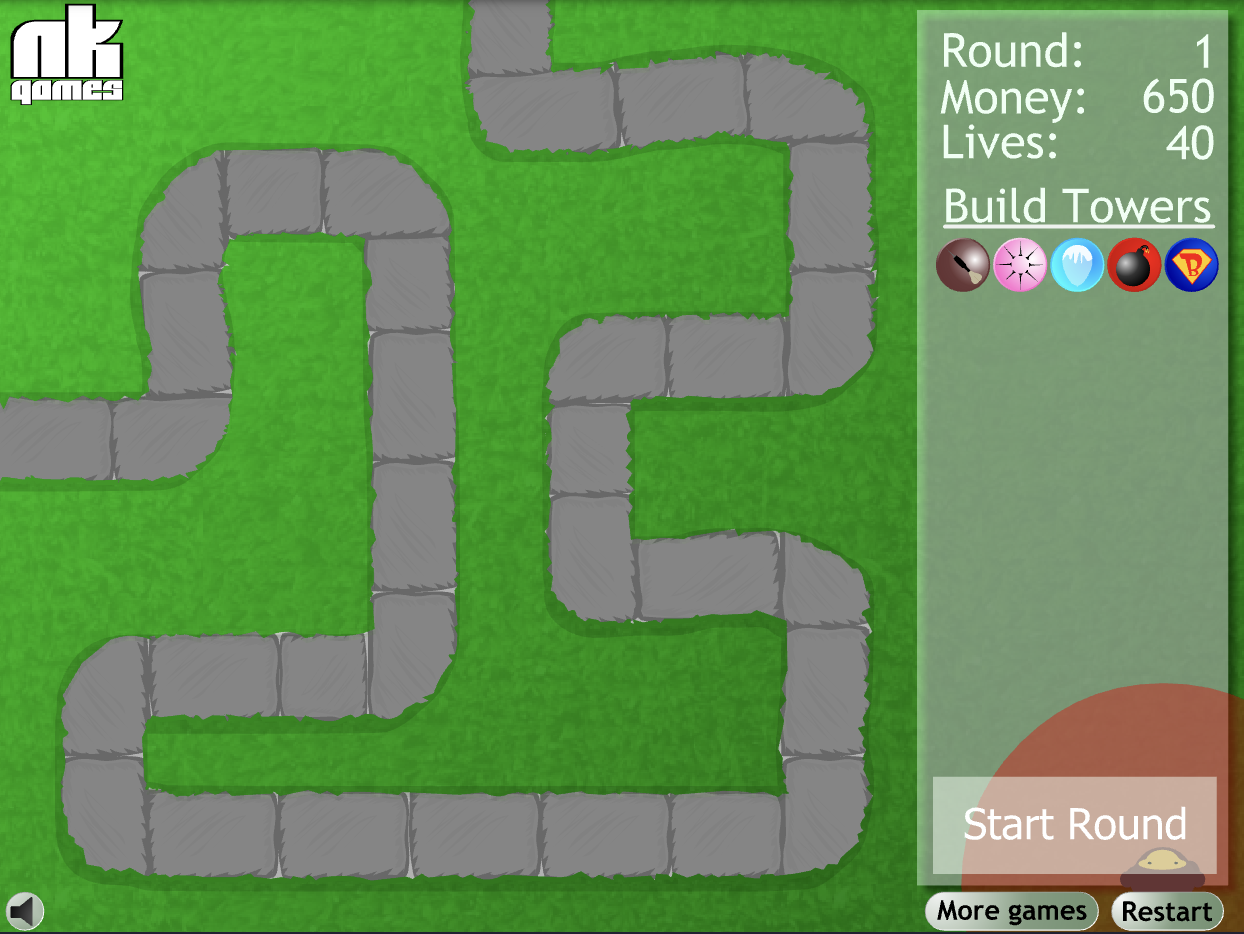 nk
games
Round: 1
Money: 650
Lives: 40
Build Towers
B
Start Round
More games
Restart